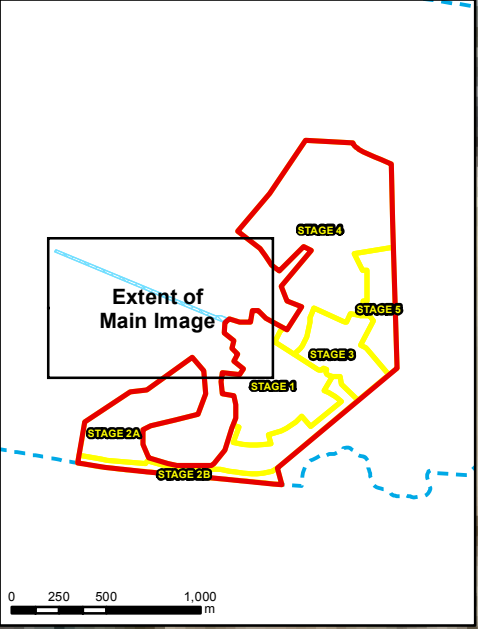 STAGE 4
Extent of
Main Image
STAGE 5
STAGE 3
STAGE 1
STAGE 2A
STAGE 2B
0 250 500 1,000
m